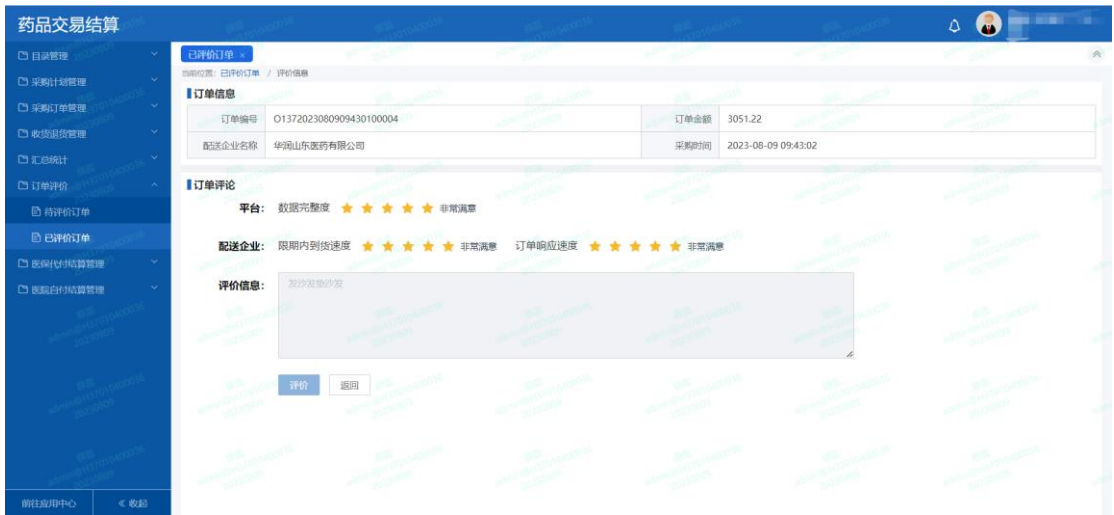 药品交易结算
目录管理
已评价订单 ×
当前位置: 已评价订单 / 评价信息
采购计划管理
订单信息
采购订单管理
订单编号 O1372023080909430100004 订单金额 3051.22
收货退货管理
配送企业名称 华润山东医药有限公司 采购时间 2023-08-09 09:43:02
汇总统计
订单评价
订单评论
待评价订单
平台: 数据完整度 非常满意
已评价订单
配送企业: 限期内到货速度 非常满意 订单响应速度 非常满意
医保代付结算管理
医院自付结算管理
评价信息:
评价 返回
前往应用中心 《 收起